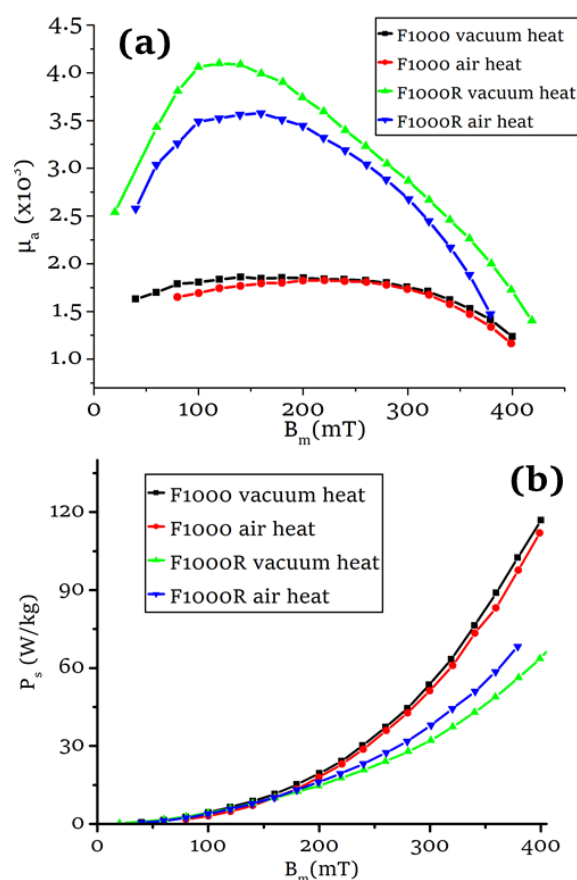 (a)
F1000 vacuum heat
F1000 air heat
F1000R vacuum heat
F1000R air heat
4.5
4.0
3.5
3.0
2.5
2.0
1.5
1.0
μa (x10⁻³)
0 100 200 300 400
Bm(mT)
(b)
F1000 vacuum heat
F1000 air heat
F1000R vacuum heat
F1000R air heat
120
90
60
30
0
Ps (W/kg)
0 100 200 300 400
Bm(mT)